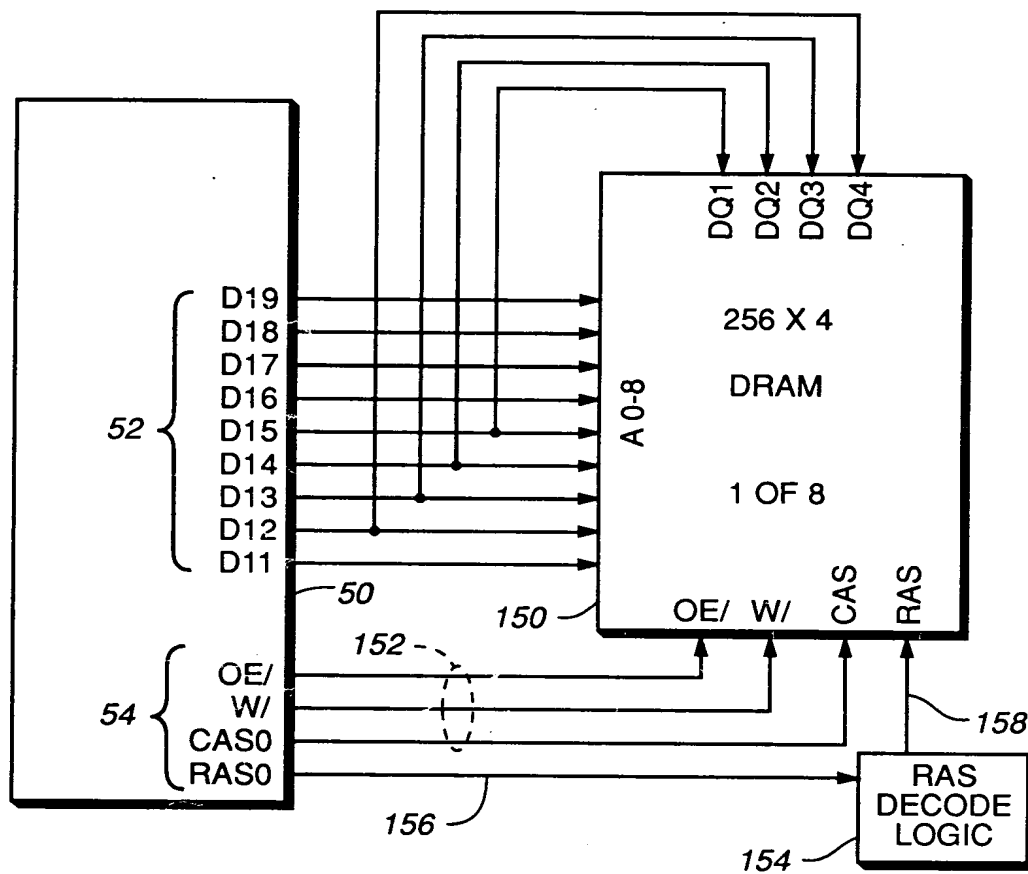 DQ1
DQ2
DQ3
DQ4
D19
D18
D17
D16
D15
D14
D13
D12
D11
52
A 0-8
256 X 4
DRAM
1 OF 8
50
150
OE/
W/
CAS
RAS
152
54
OE/
W/
CAS0
RAS0
156
158
RAS
DECODE
LOGIC
154